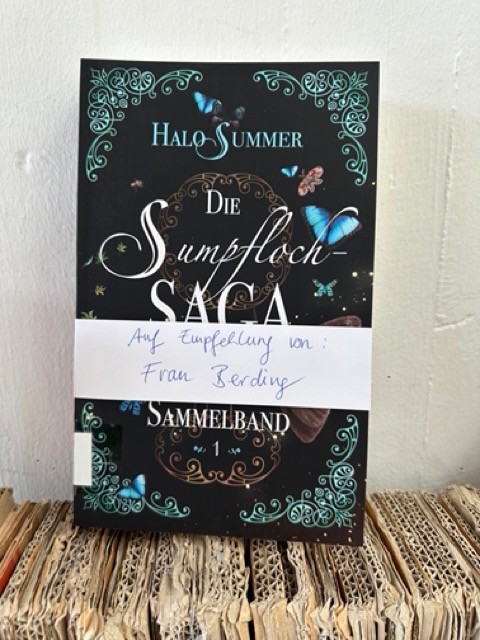 HALO SUMMER
DIE
Sumpfloch-
SAGA
Auf Empfehlung von:
Frau Berding
SAMMELBAND
1